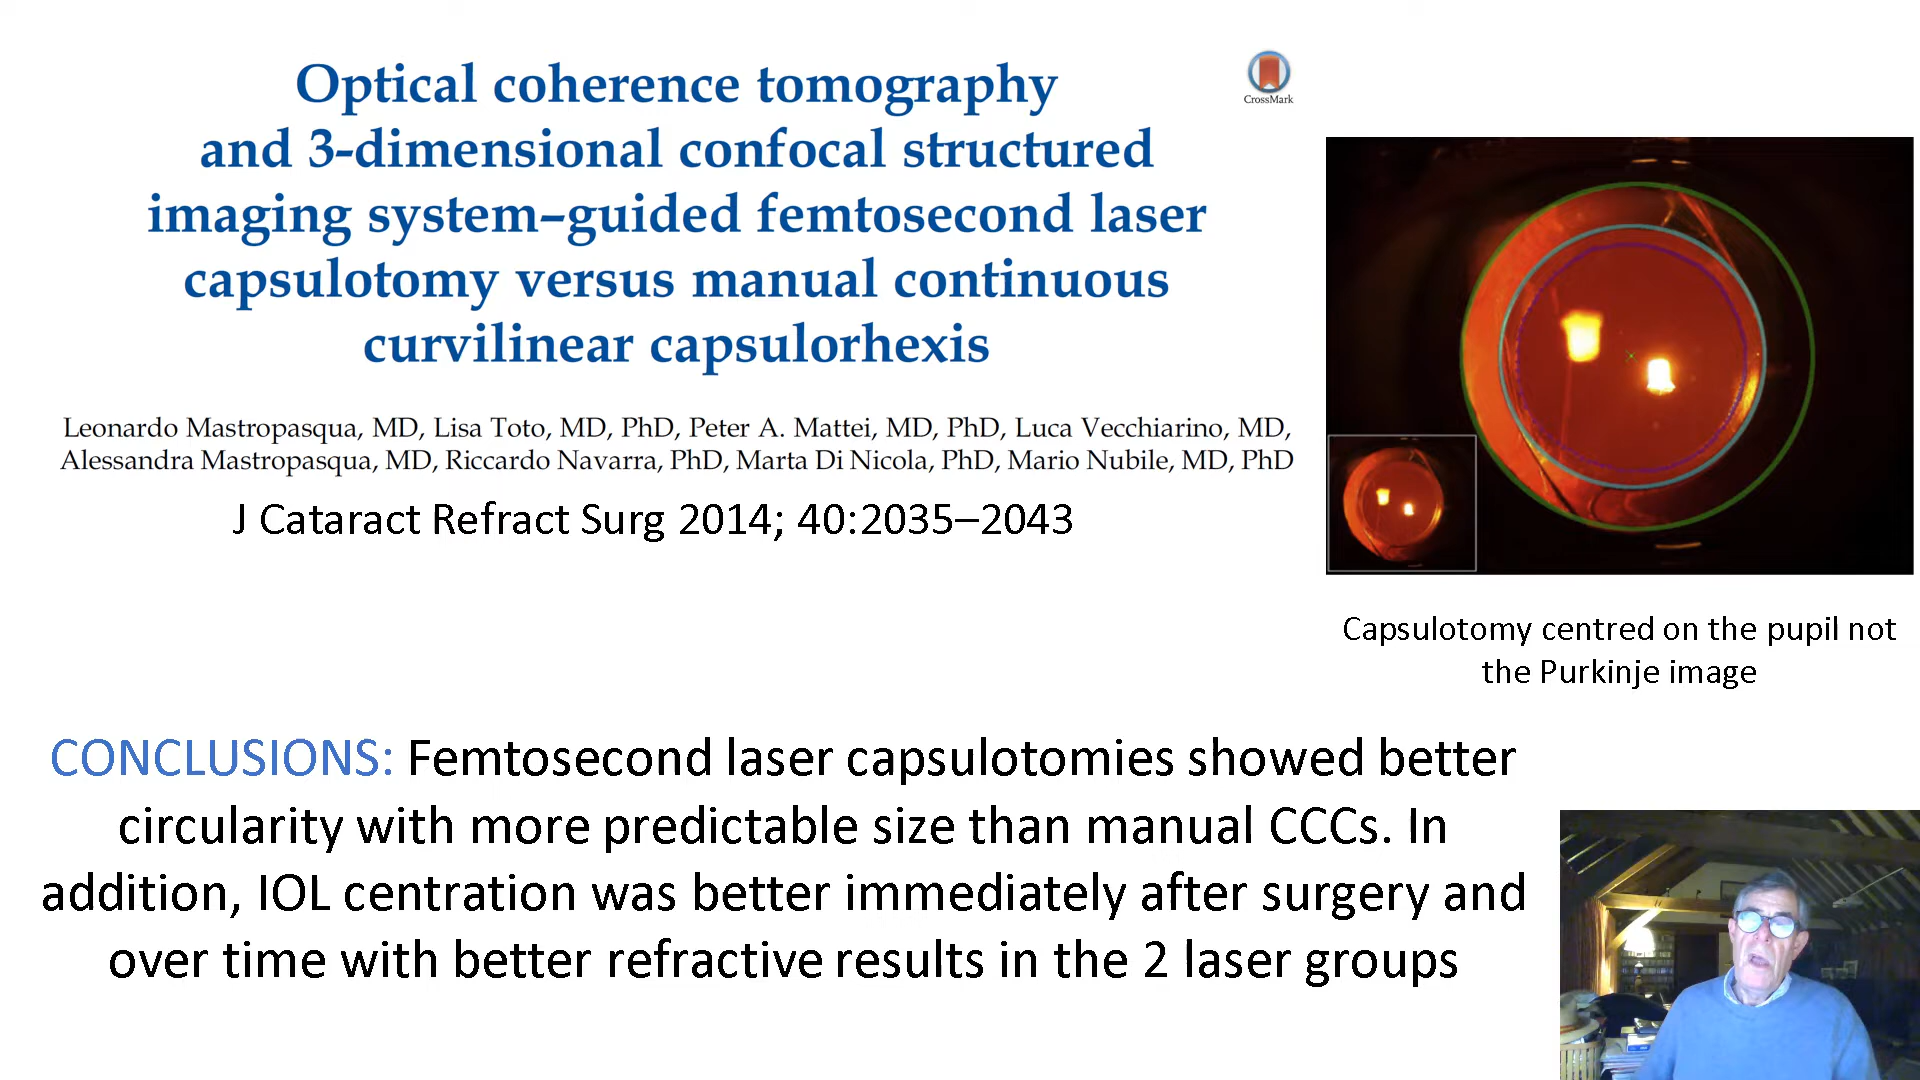 Optical coherence tomography
and 3-dimensional confocal structured
imaging system–guided femtosecond laser
capsulotomy versus manual continuous
curvilinear capsulorhexis
CrossMark
Leonardo Mastropasqua, MD, Lisa Toto, MD, PhD, Peter A. Mattei, MD, PhD, Luca Vecchiarino, MD,
Alessandra Mastropasqua, MD, Riccardo Navarra, PhD, Marta Di Nicola, PhD, Mario Nubile, MD, PhD
J Cataract Refract Surg 2014; 40:2035–2043
Capsulotomy centred on the pupil not
the Purkinje image
CONCLUSIONS: Femtosecond laser capsulotomies showed better
circularity with more predictable size than manual CCCs. In
addition, IOL centration was better immediately after surgery and
over time with better refractive results in the 2 laser groups